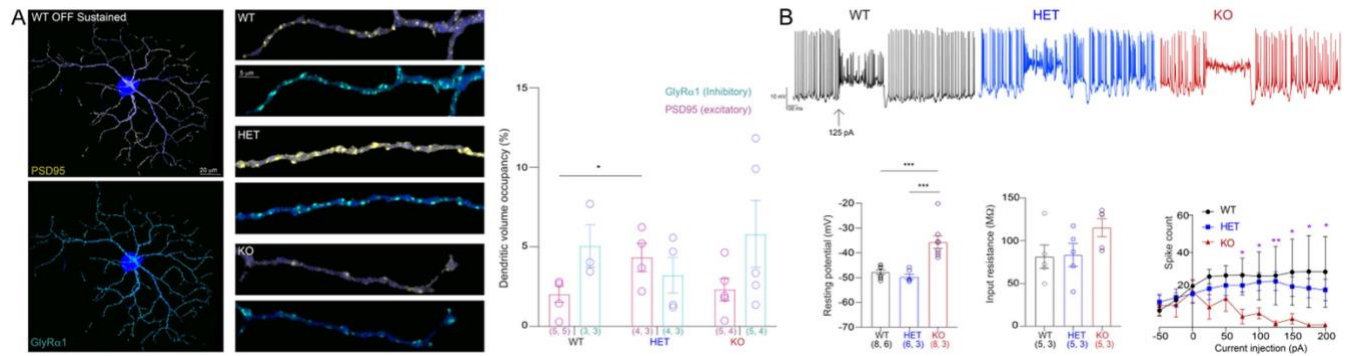 A
WT OFF Sustained
PSD95
20 µm
GlyRα1
WT
5 µm
HET
KO
GlyRα1 (Inhibitory)
PSD95 (excitatory)
Dendritic volume occupancy (%)
15
10
5
0
*
(5, 5) (3, 3) (4, 3) (4, 3) (5, 4) (5, 4)
WT HET KO
B
WT HET KO
10 mV
100 ms
125 pA
Resting potential (mV)
-20
-30
-40
-50
-60
-70
***
***
WT HET KO
(8, 6) (6, 3) (8, 3)
Input resistance (MΩ)
150
100
50
0
WT HET KO
(5, 3) (5, 3) (5, 3)
Spike count
60
40
20
WT
HET
KO
* * ** * * *
-50 0 50 100 150 200
Current injection (pA)